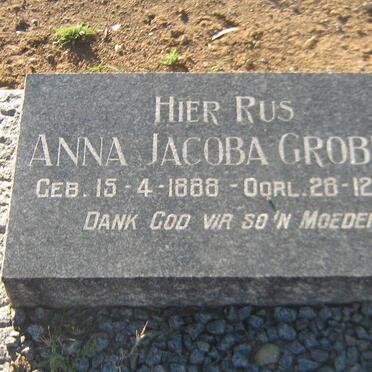 HIER RUS
ANNA JACOBA GROB
GEB. 15-4-1888 - OORL. 28-12
DANK GOD VIR SO'N MOEDER